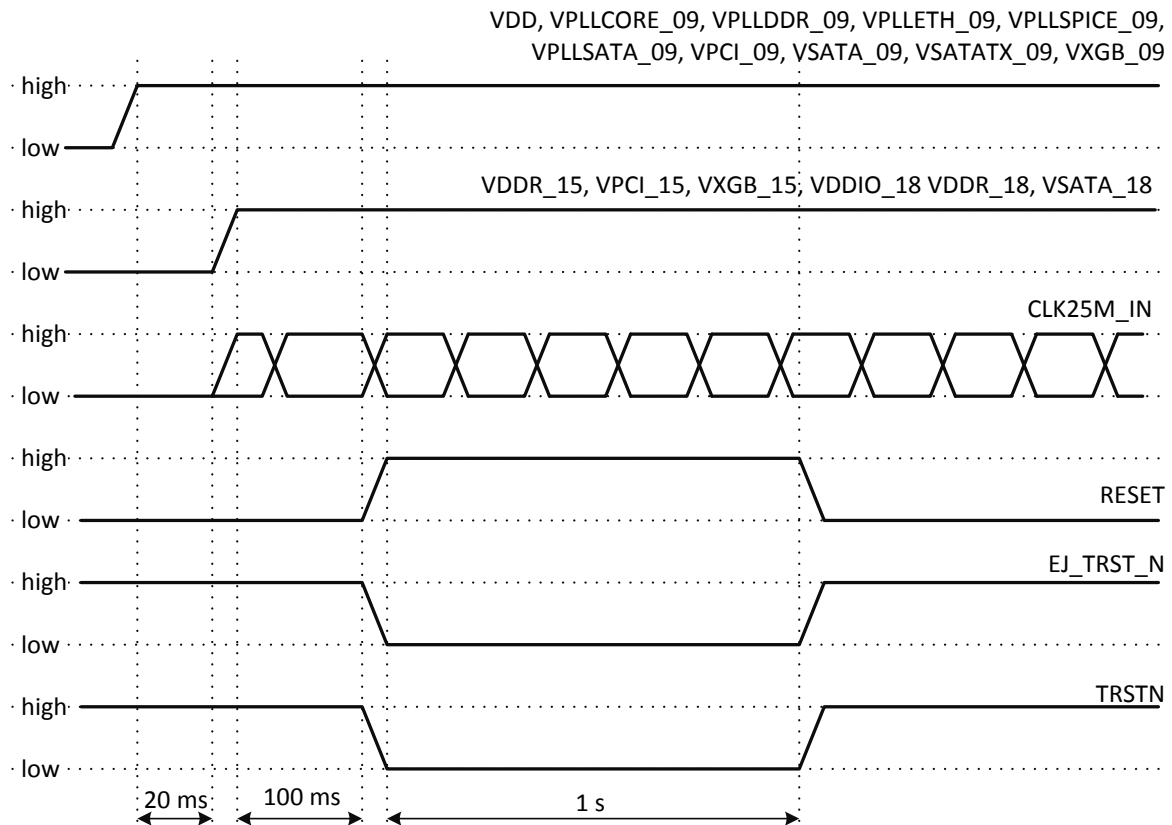 VDD, VPLLCORE_09, VPLLDDR_09, VPLLETH_09, VPLLSPICE_09,
VPLLSATA_09, VPCI_09, VSATA_09, VSATATX_09, VXGB_09
high
low
VDDR_15, VPCI_15, VXGB_15, VDDIO_18 VDDR_18, VSATA_18
high
low
CLK25M_IN
high
low
high
RESET
low
EJ_TRST_N
high
low
TRSTN
high
low
20 ms 100 ms 1 s